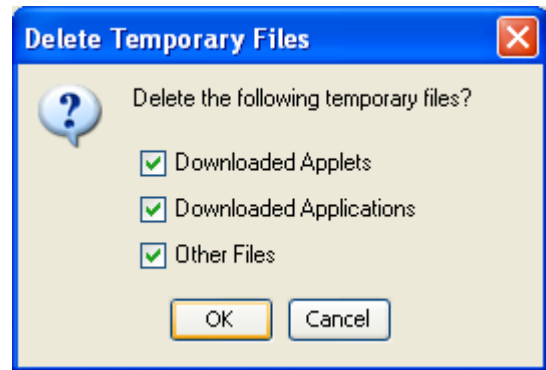 Delete Temporary Files
Delete the following temporary files?
Downloaded Applets
Downloaded Applications
Other Files
OK Cancel